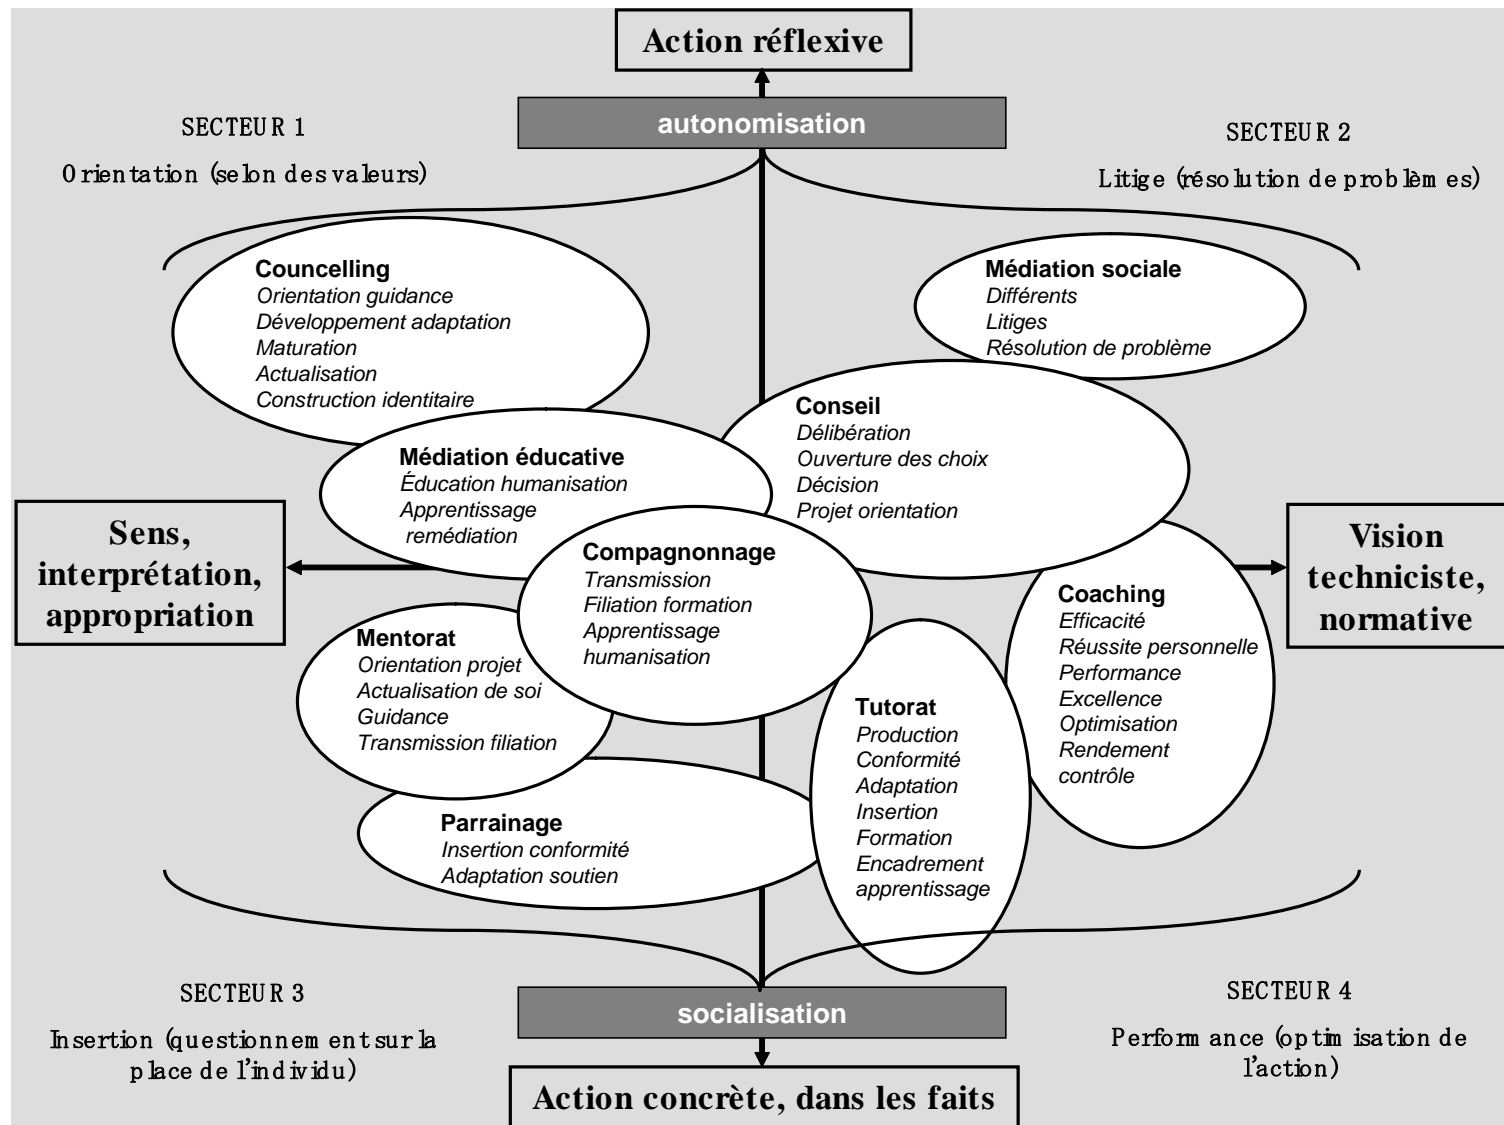 Action réflexive
autonomisation
SECTEUR 1
Orientation (selon des valeurs)
SECTEUR 2
Litige (résolution de problèmes)
Councelling
Orientation guidance
Développement adaptation
Maturation
Actualisation
Construction identitaire
Médiation sociale
Différents
Litiges
Résolution de problème
Conseil
Délibération
Ouverture des choix
Décision
Projet orientation
Médiation éducative
Éducation humanisation
Apprentissage
remédiation
Sens,
interprétation,
appropriation
Vision
techniciste,
normative
Compagnonnage
Transmission
Filiation formation
Apprentissage
humanisation
Coaching
Efficacité
Réussite personnelle
Performance
Excellence
Optimisation
Rendement
contrôle
Mentorat
Orientation projet
Actualisation de soi
Guidance
Transmission filiation
Tutorat
Production
Conformité
Adaptation
Insertion
Formation
Encadrement
apprentissage
Parrainage
Insertion conformité
Adaptation soutien
SECTEUR 3
Insertion (questionnement sur la
place de l'individu)
SECTEUR 4
Performance (optimisation de
l'action)
socialisation
Action concrète, dans les faits